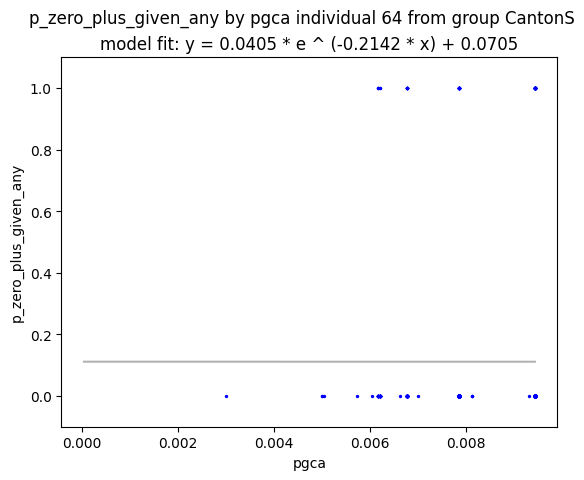 p_zero_plus_given_any by pgca individual 64 from group CantonS
model fit: y = 0.0405 * e ^ (-0.2142 * x) + 0.0705
1.0
0.8
0.6
0.4
0.2
0.0
p_zero_plus_given_any
0.000 0.002 0.004 0.006 0.008
pgca